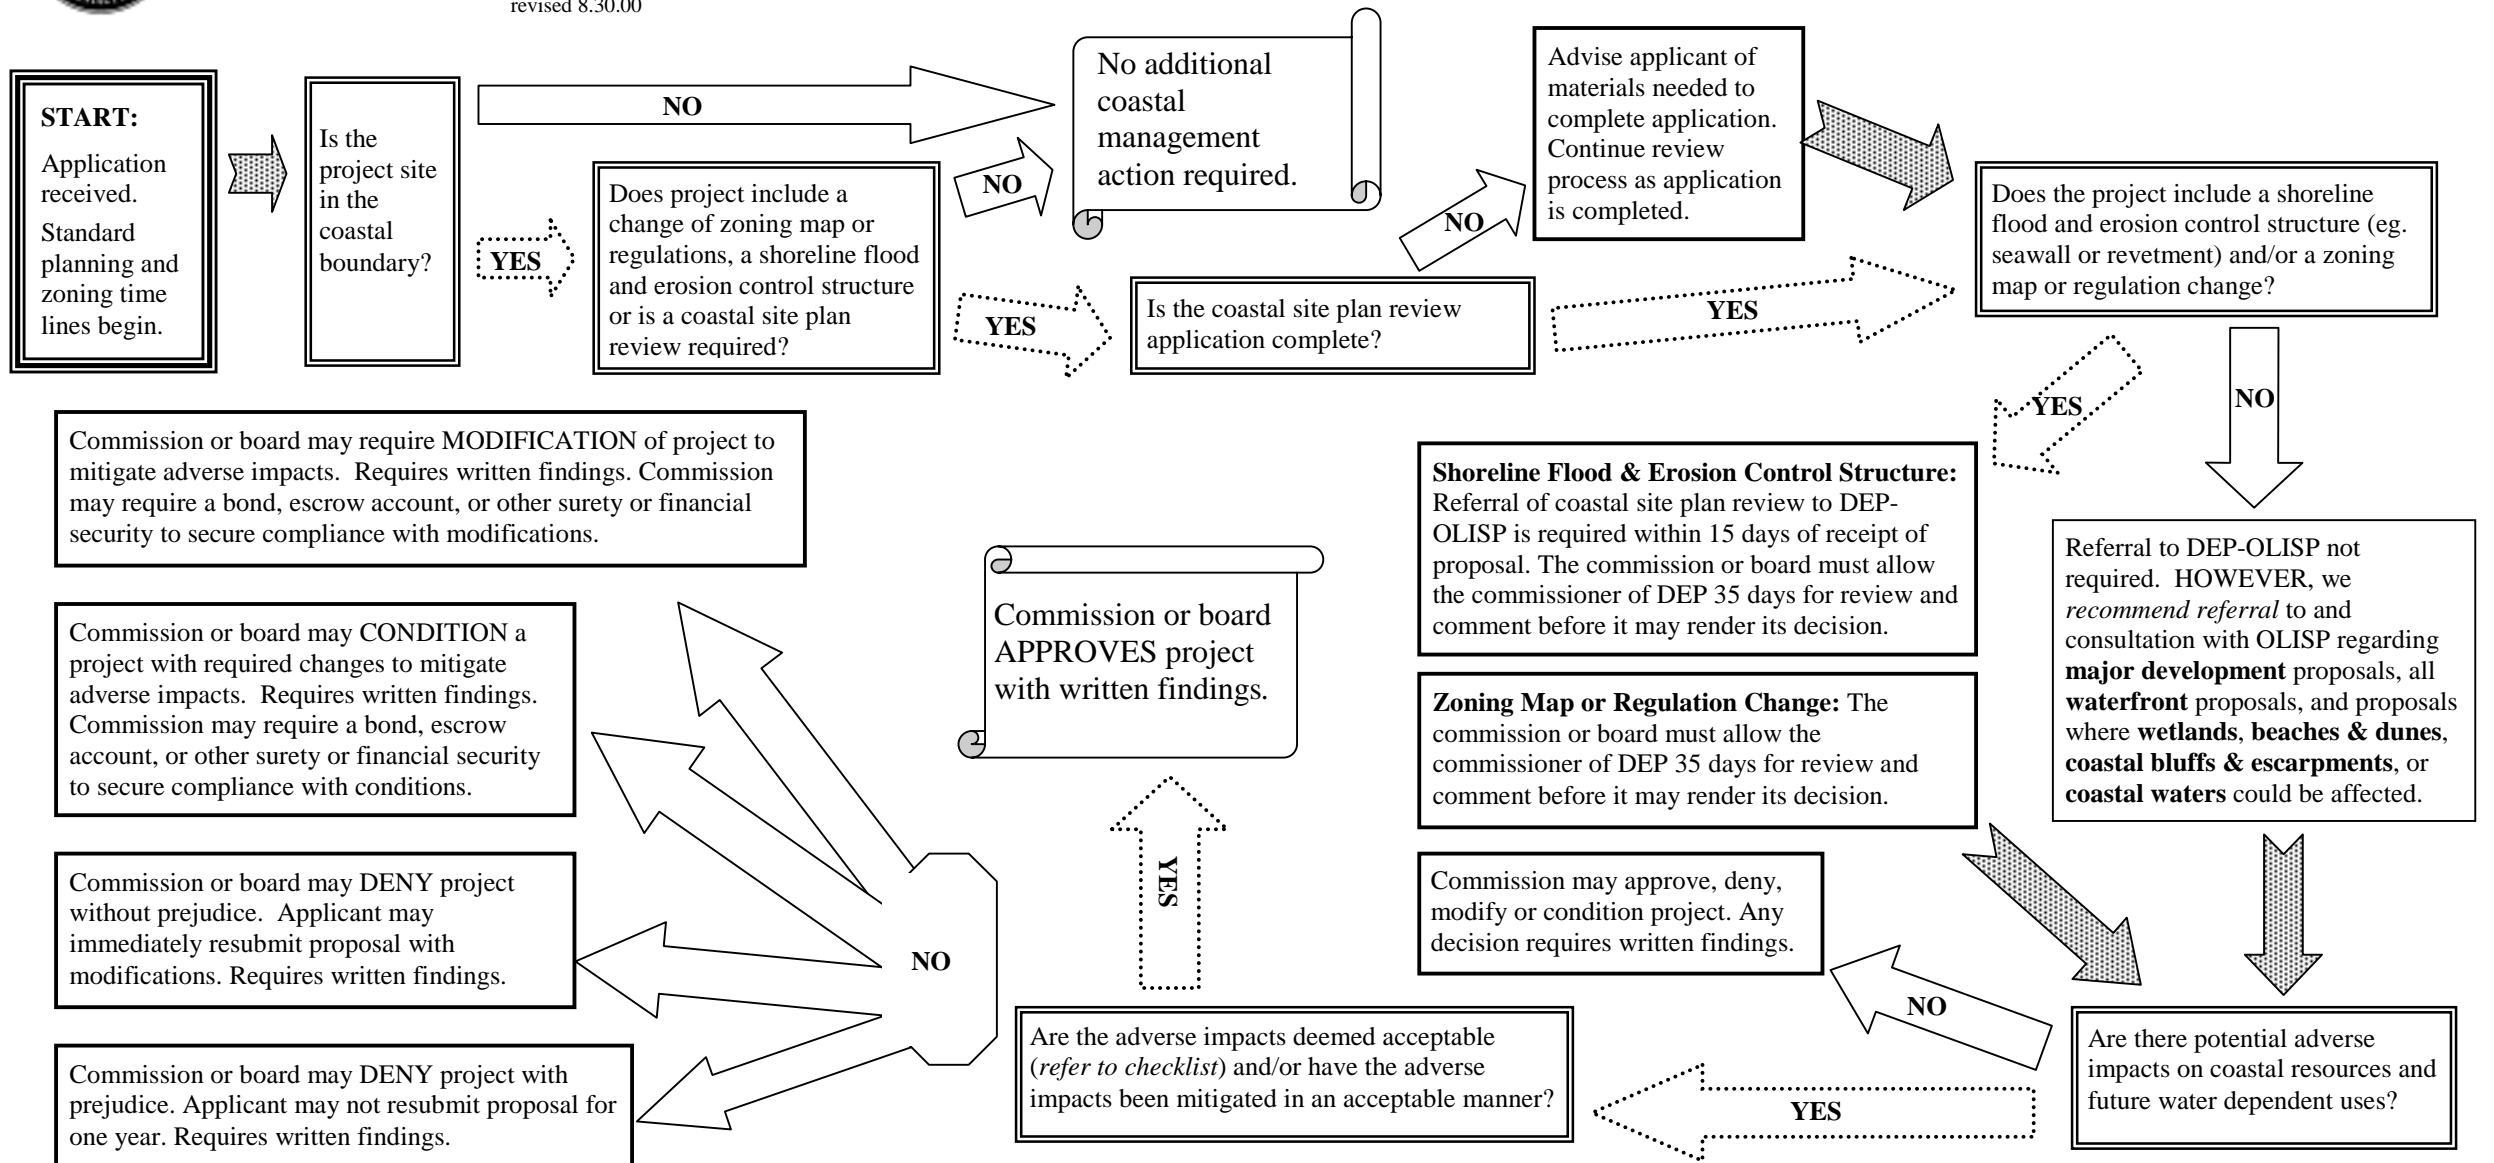 revised 8.30.00
START:
Application
received.
Standard
planning and
zoning time
lines begin.
Is the
project site
in the
coastal
boundary?
NO
YES
Does project include a
change of zoning map or
regulations, a shoreline flood
and erosion control structure
or is a coastal site plan
review required?
NO
YES
No additional
coastal
management
action required.
Is the coastal site plan review
application complete?
NO
YES
Advise applicant of
materials needed to
complete application.
Continue review
process as application
is completed.
Does the project include a shoreline
flood and erosion control structure (eg.
seawall or revetment) and/or a zoning
map or regulation change?
YES
NO
Shoreline Flood & Erosion Control Structure:
Referral of coastal site plan review to DEP-
OLISP is required within 15 days of receipt of
proposal. The commission or board must allow
the commissioner of DEP 35 days for review and
comment before it may render its decision.
Zoning Map or Regulation Change: The
commission or board must allow the
commissioner of DEP 35 days for review and
comment before it may render its decision.
Referral to DEP-OLISP not
required. HOWEVER, we
recommend referral to and
consultation with OLISP regarding
major development proposals, all
waterfront proposals, and proposals
where wetlands, beaches & dunes,
coastal bluffs & escarpments, or
coastal waters could be affected.
Are there potential adverse
impacts on coastal resources and
future water dependent uses?
NO
YES
Commission may approve, deny,
modify or condition project. Any
decision requires written findings.
Are the adverse impacts deemed acceptable
(refer to checklist) and/or have the adverse
impacts been mitigated in an acceptable manner?
YES
NO
Commission or board
APPROVES project
with written findings.
Commission or board may require MODIFICATION of project to
mitigate adverse impacts. Requires written findings. Commission
may require a bond, escrow account, or other surety or financial
security to secure compliance with modifications.
Commission or board may CONDITION a
project with required changes to mitigate
adverse impacts. Requires written findings.
Commission may require a bond, escrow
account, or other surety or financial security
to secure compliance with conditions.
Commission or board may DENY project
without prejudice. Applicant may
immediately resubmit proposal with
modifications. Requires written findings.
Commission or board may DENY project with
prejudice. Applicant may not resubmit proposal for
one year. Requires written findings.